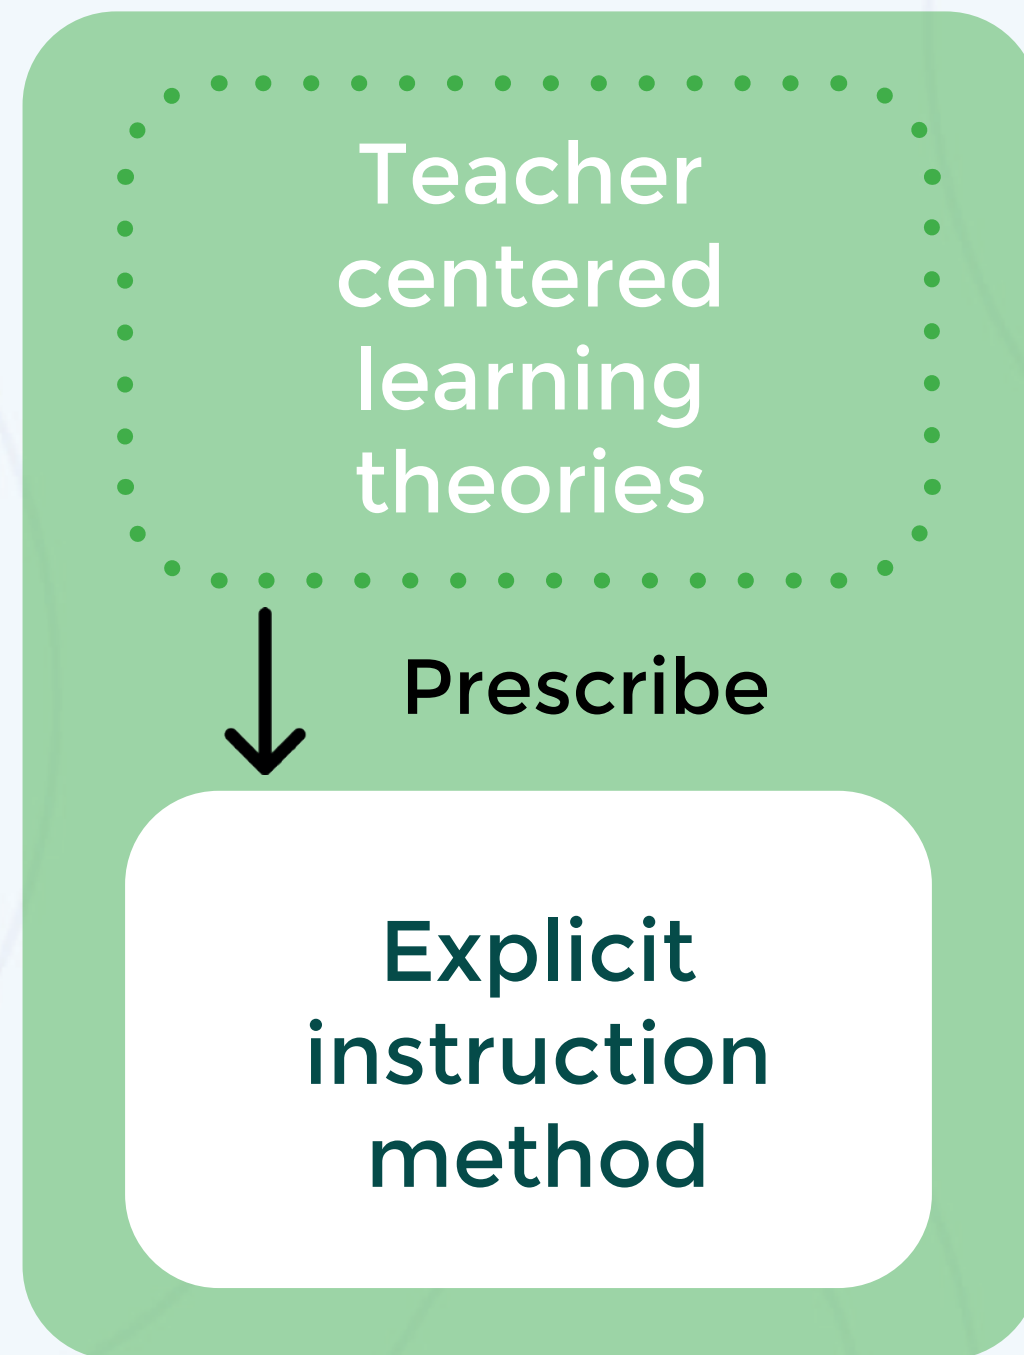 Teacher
centered
learning
theories
Prescribe
Explicit
instruction
method